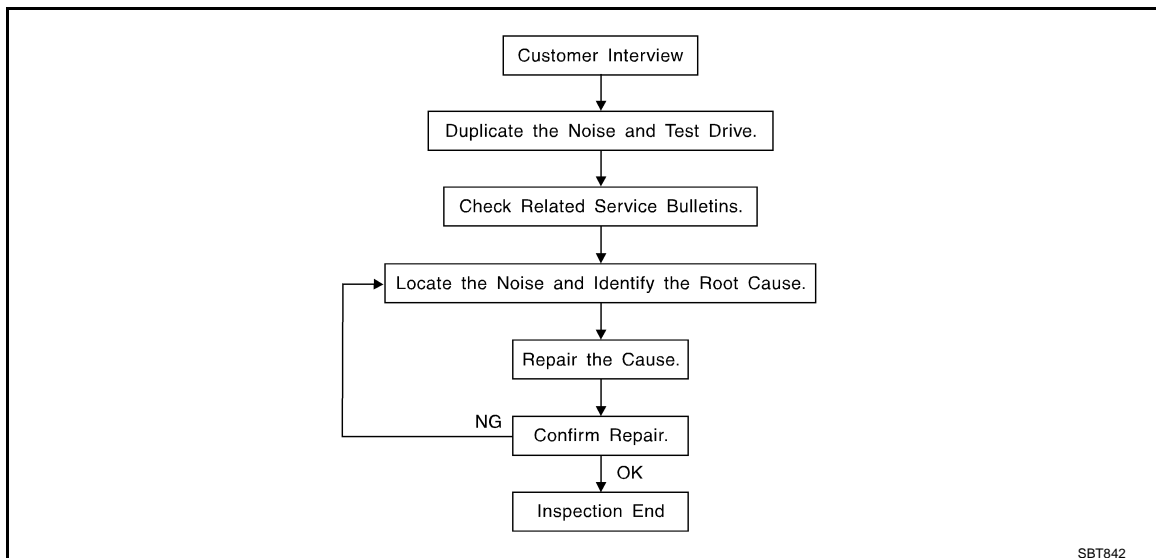 Customer Interview
Duplicate the Noise and Test Drive.
Check Related Service Bulletins.
Locate the Noise and Identify the Root Cause.
Repair the Cause.
NG
Confirm Repair.
OK
Inspection End
SBT842